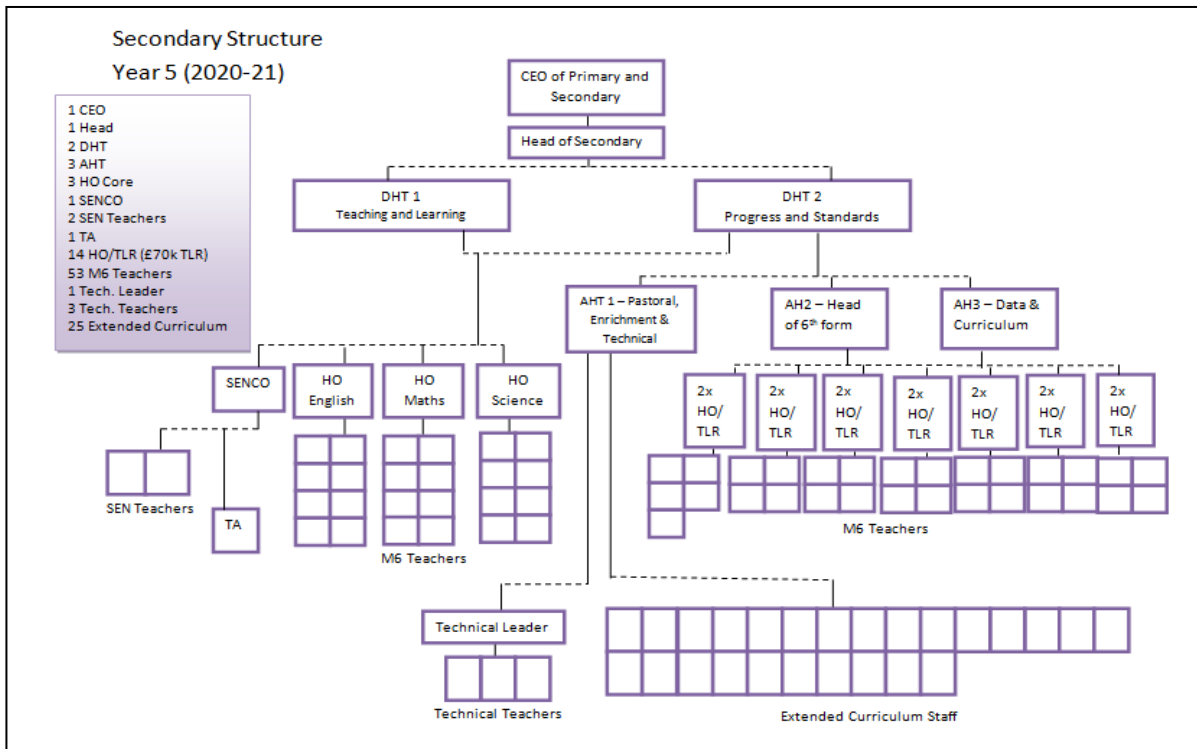 Secondary Structure
Year 5 (2020-21)
1 CEO
1 Head
2 DHT
3 AHT
3 HO Core
1 SENCO
2 SEN Teachers
1 TA
14 HO/TLR (£70k TLR)
53 M6 Teachers
1 Tech. Leader
3 Tech. Teachers
25 Extended Curriculum
CEO of Primary and
Secondary
Head of Secondary
DHT 1
Teaching and Learning
DHT 2
Progress and Standards
AHT 1 – Pastoral,
Enrichment &
Technical
AH2 – Head
of 6th form
AH3 – Data &
Curriculum
SENCO
HO
English
HO
Maths
HO
Science
2x
HO/
TLR
2x
HO/
TLR
2x
HO/
TLR
2x
HO/
TLR
2x
HO/
TLR
2x
HO/
TLR
2x
HO/
TLR
SEN Teachers
TA
M6 Teachers
M6 Teachers
Technical Leader
Technical Teachers
Extended Curriculum Staff